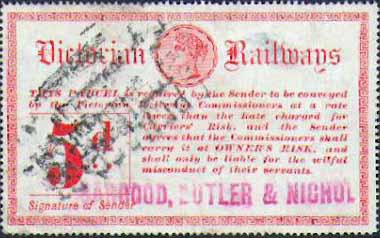 Victorian Railways
THIS PARCEL is required by the Sender to be conveyed
by the Victorian Railways Commissioners at a rate
lower than the Rate charged for
Carriers' Risk, and the Sender
agrees that the Commissioners shall
carry it at OWNER'S RISK, and
shall only be liable for the wilful
misconduct of their servants.
5d
HABGOOD, BUTLER & NICHOL
Signature of Sender